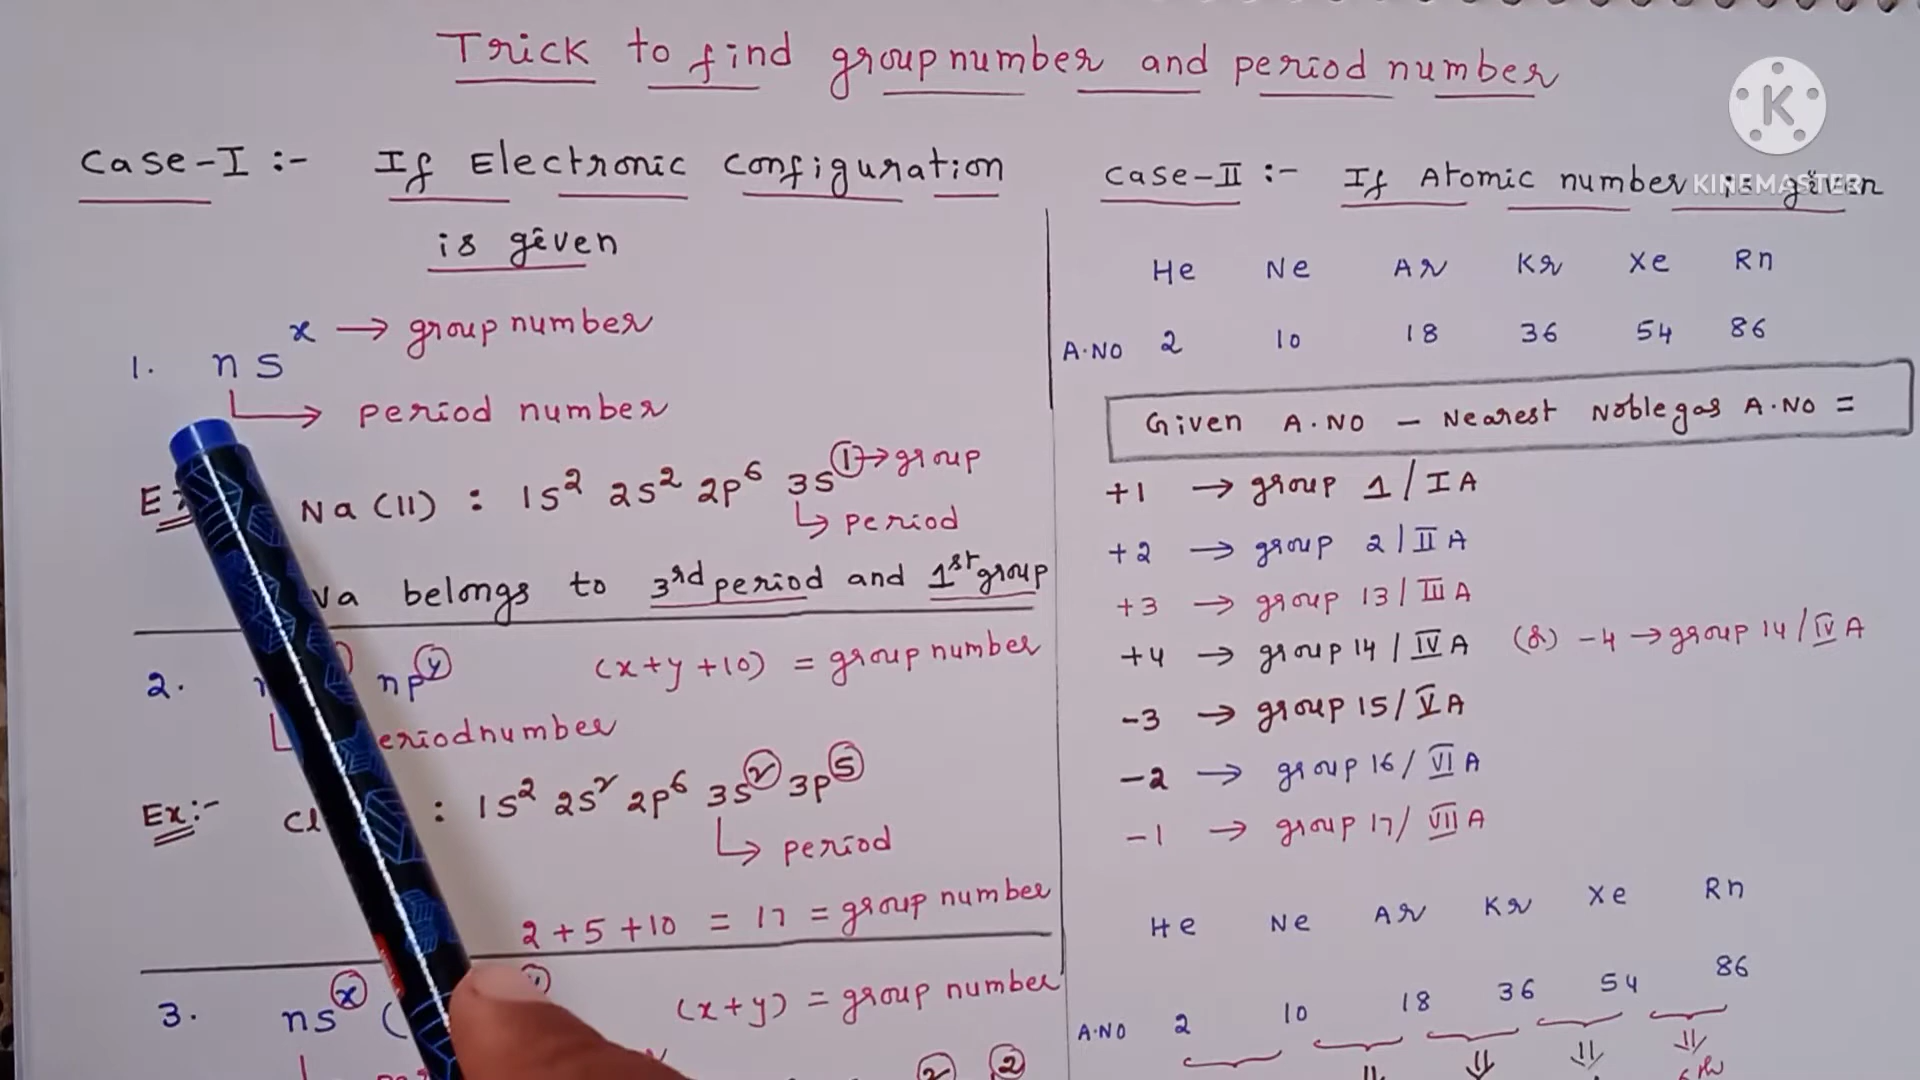 Trick to find group number and period number
K
KINEMASTER
Case-I :- If Electronic configuration
is given
1. ns^x → group number
period number
Na (11) : 1s² 2s² 2p⁶ 3s¹ → group
↳ period
belongs to 3rd period and 1st group
2. np^y (x+y+10) = group number
Ex:- Cl : 1s² 2s² 2p⁶ 3s² 3p⁵
↳ period
2+5+10 = 17 = group number
3. ns^x ( (x+y) = group number
② ②
Case-II :- If Atomic number is given
He Ne Ar Kr Xe Rn
A.NO 2 10 18 36 54 86
Given A.NO - Nearest Noble gas A.NO =
+1 → group 1/IA
+2 → group 2/IIA
+3 → group 13/IIIA
+4 → group 14/IVA (or) -4 → group 14/IVA
-3 → group 15/VA
-2 → group 16/VIA
-1 → group 17/VIIA
He Ne Ar Kr Xe Rn
A.NO 2 10 18 36 54 86